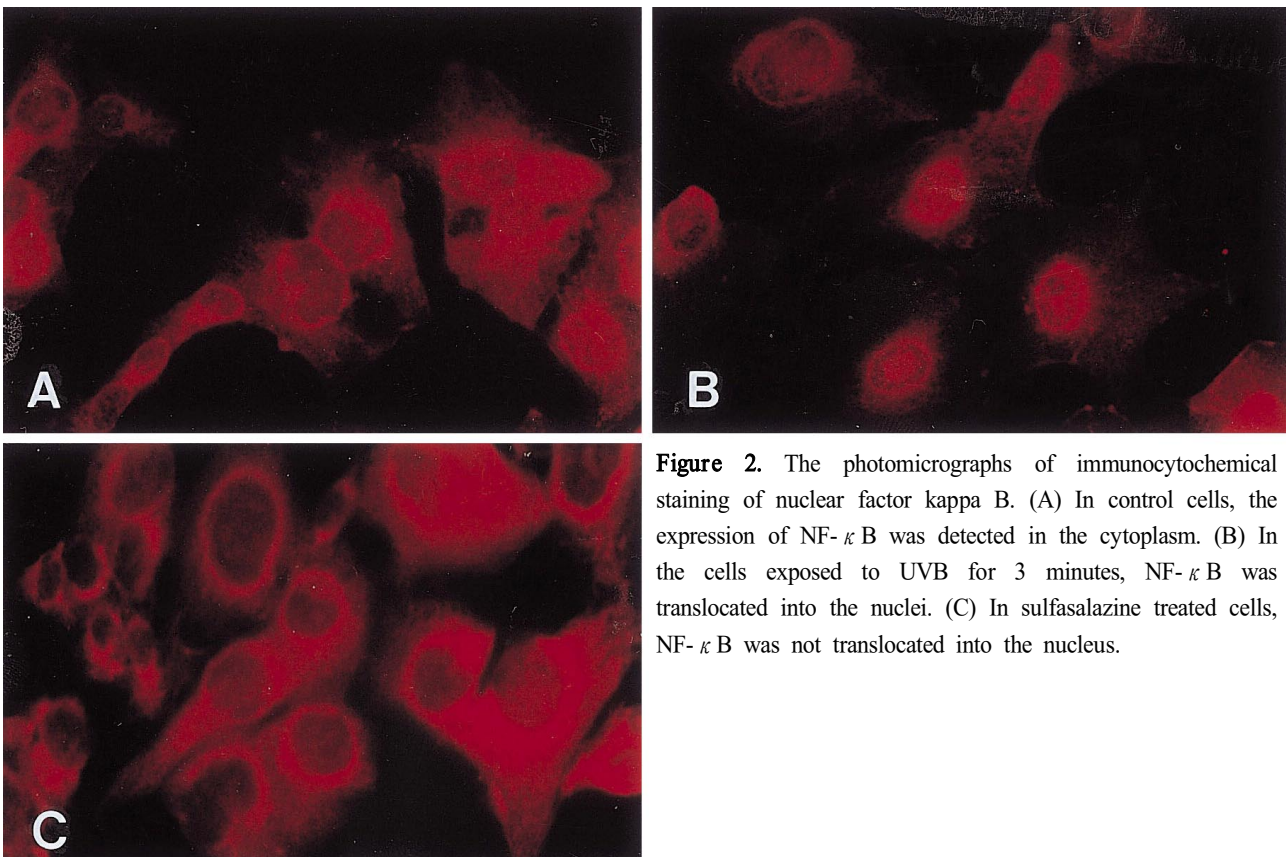 A
B
C
Figure 2. The photomicrographs of immunocytochemical
staining of nuclear factor kappa B. (A) In control cells, the
expression of NF-κB was detected in the cytoplasm. (B) In
the cells exposed to UVB for 3 minutes, NF-κB was
translocated into the nuclei. (C) In sulfasalazine treated cells,
NF-κB was not translocated into the nucleus.